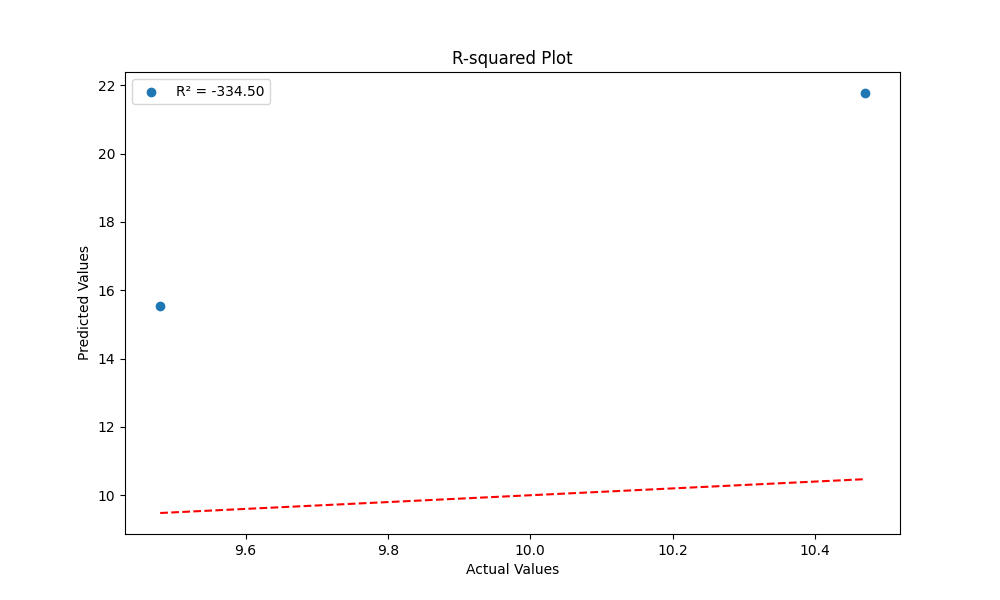 R-squared Plot
R² = -334.50
22
20
18
16
14
12
10
Predicted Values
9.6 9.8 10.0 10.2 10.4
Actual Values